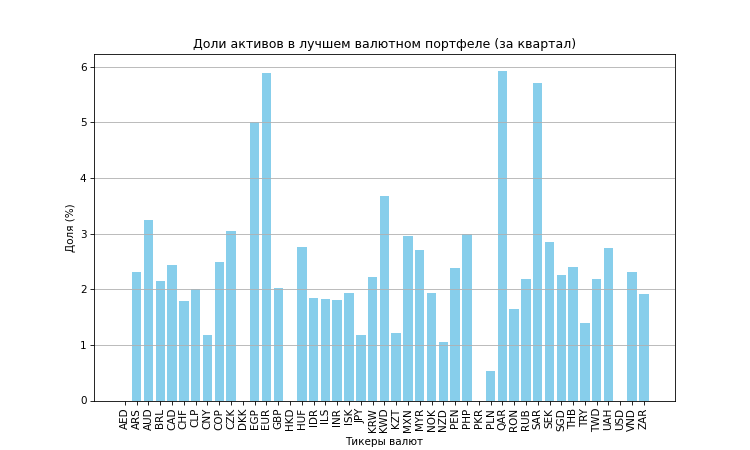 Доли активов в лучшем валютном портфеле (за квартал)
Доля (%)
6
5
4
3
2
1
0
AED ARS AUD BRL CAD CHF CLP CNY COP CZK DKK EGP EUR GBP HKD HUF IDR ILS INR ISK JPY KRW KWD KZT MXN MYR NOK NZD PEN PHP PKR PLN QAR RON RUB SAR SEK SGD THB TRY TWD UAH USD VND ZAR
Тикеры валют